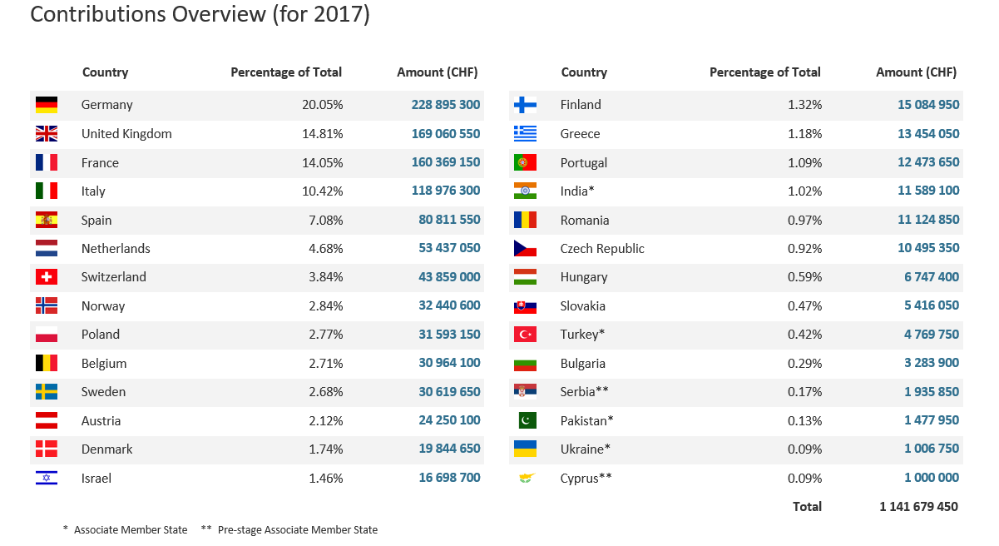 Contributions Overview (for 2017)
Country Percentage of Total Amount (CHF) Country Percentage of Total Amount (CHF)
Germany 20.05% 228 895 300 Finland 1.32% 15 084 950
United Kingdom 14.81% 169 060 550 Greece 1.18% 13 454 050
France 14.05% 160 369 150 Portugal 1.09% 12 473 650
Italy 10.42% 118 976 300 India* 1.02% 11 589 100
Spain 7.08% 80 811 550 Romania 0.97% 11 124 850
Netherlands 4.68% 53 437 050 Czech Republic 0.92% 10 495 350
Switzerland 3.84% 43 859 000 Hungary 0.59% 6 747 400
Norway 2.84% 32 440 600 Slovakia 0.47% 5 416 050
Poland 2.77% 31 593 150 Turkey* 0.42% 4 769 750
Belgium 2.71% 30 964 100 Bulgaria 0.29% 3 283 900
Sweden 2.68% 30 619 650 Serbia** 0.17% 1 935 850
Austria 2.12% 24 250 100 Pakistan* 0.13% 1 477 950
Denmark 1.74% 19 844 650 Ukraine* 0.09% 1 006 750
Israel 1.46% 16 698 700 Cyprus** 0.09% 1 000 000
Total 1 141 679 450
* Associate Member State ** Pre-stage Associate Member State